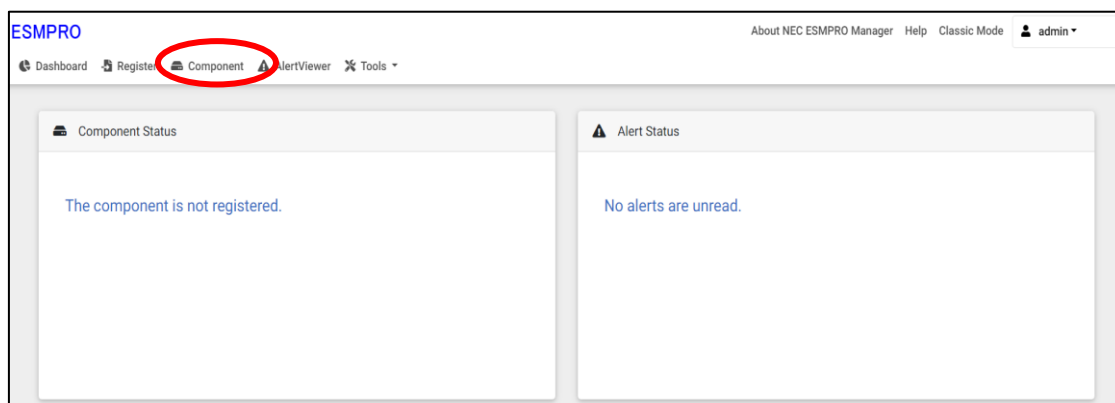 ESMPRO
About NEC ESMPRO Manager Help Classic Mode admin
Dashboard Register Component AlertViewer Tools
Component Status
Alert Status
The component is not registered.
No alerts are unread.